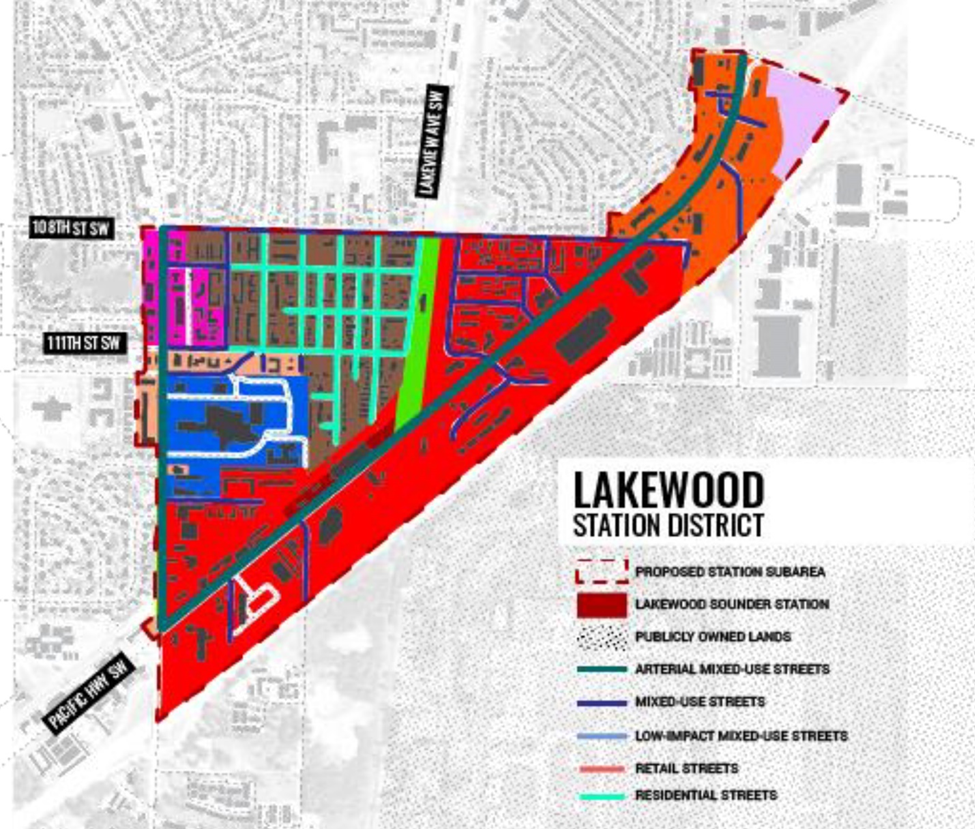 LAKEVIEW AVE SW
108TH ST SW
111TH ST SW
PACIFIC HWY SW
LAKEWOOD
STATION DISTRICT
PROPOSED STATION SUBAREA
LAKEWOOD SOUNDER STATION
PUBLICLY OWNED LANDS
ARTERIAL MIXED-USE STREETS
MIXED-USE STREETS
LOW-IMPACT MIXED-USE STREETS
RETAIL STREETS
RESIDENTIAL STREETS